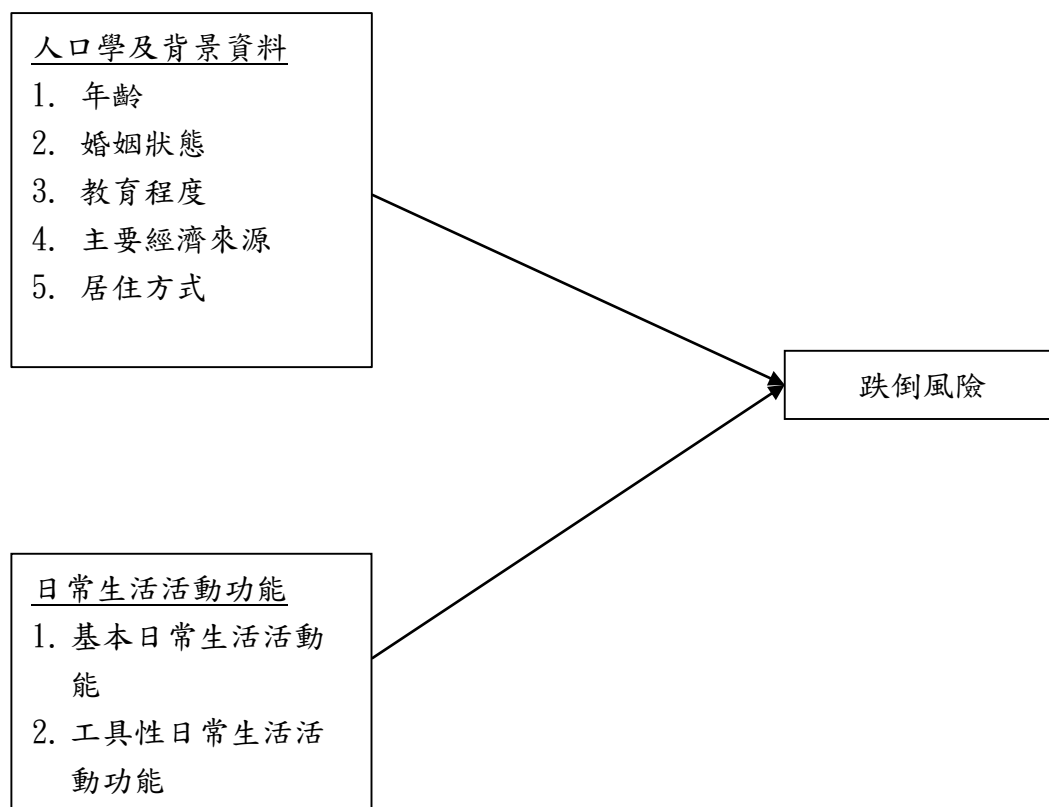 人口學及背景資料
1. 年齡
2. 婚姻狀態
3. 教育程度
4. 主要經濟來源
5. 居住方式
跌倒風險
日常生活活動功能
1. 基本日常生活活動
能
2. 工具性日常生活活
動功能